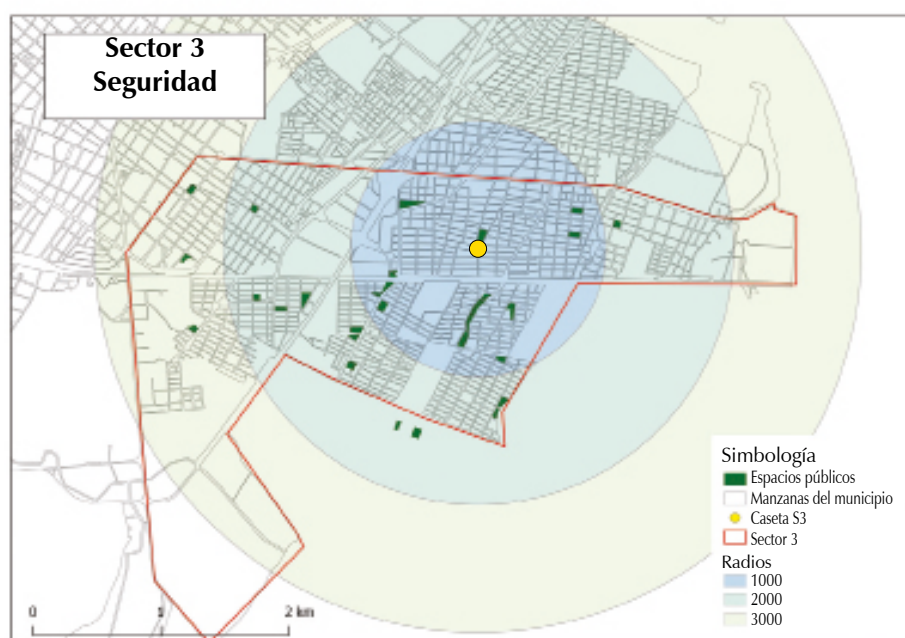 Sector 3
Seguridad
Simbología
Espacios públicos
Manzanas del municipio
Caseta S3
Sector 3
Radios
1000
2000
3000
0 1 2 km